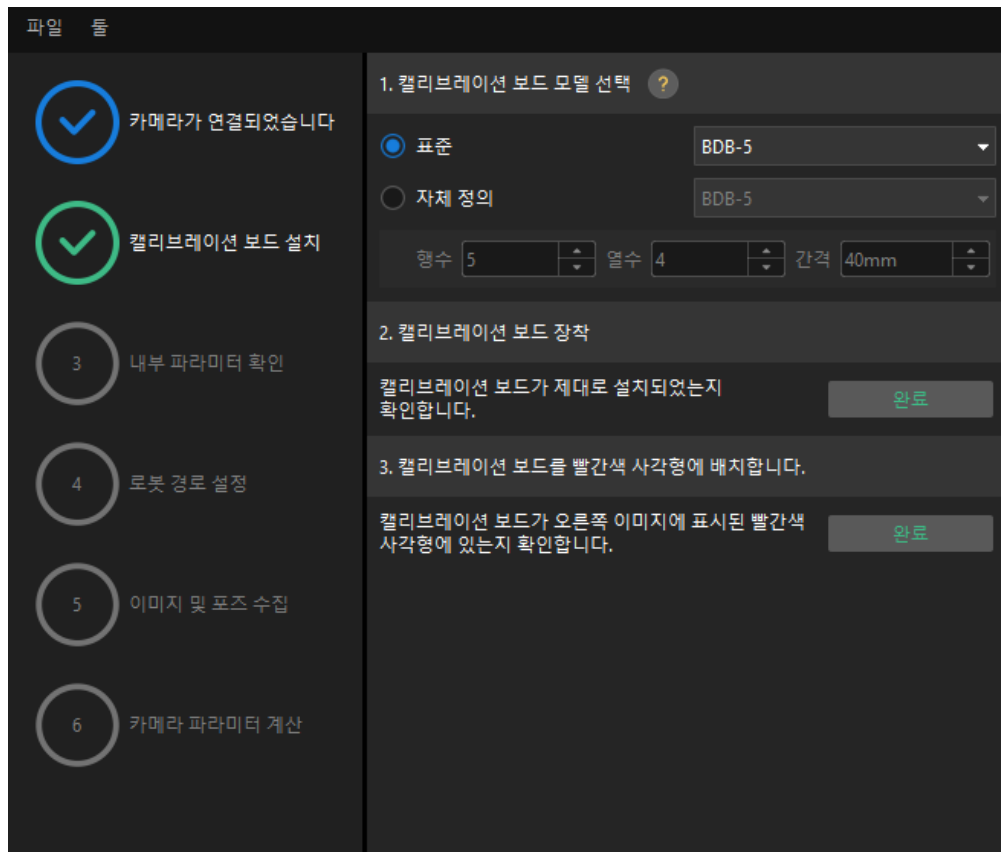 파일 툴
카메라가 연결되었습니다
캘리브레이션 보드 설치
3 내부 파라미터 확인
4 로봇 경로 설정
5 이미지 및 포즈 수집
6 카메라 파라미터 계산
1. 캘리브레이션 보드 모델 선택 ?
표준 BDB-5
자체 정의 BDB-5
행수 5 열수 4 간격 40mm
2. 캘리브레이션 보드 장착
캘리브레이션 보드가 제대로 설치되었는지
확인합니다.
완료
3. 캘리브레이션 보드를 빨간색 사각형에 배치합니다.
캘리브레이션 보드가 오른쪽 이미지에 표시된 빨간색
사각형에 있는지 확인합니다.
완료